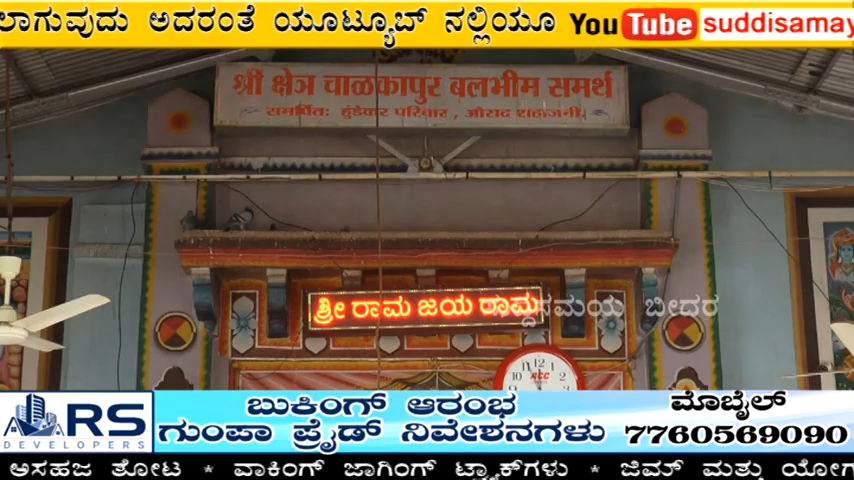 ಲಾಗುವುದು ಅದರಂತೆ ಯೂಟ್ಯೂಬ್ ನಲ್ಲಿಯೂ YouTube suddisamay
श्री क्षेत्र चाळकापुर बलभीम समर्थ
समर्पित: हुंडेकर परिवार, औराद शहाजनी
ಶ್ರೀ ರಾಮ ಜಯ ರಾಮ
ಸಮಯ ಬೀದರ
ACC
RS
DEVELOPERS
ಬುಕಿಂಗ್ ಆರಂಭ
ಗುಂಪಾ ಪ್ರೈಡ್ ನಿವೇಶನಗಳು
ಮೊಬೈಲ್
7760569090
ಅಸಹಜ ತೋಟ * ವಾಕಿಂಗ್ ಜಾಗಿಂಗ್ ಟ್ರ್ಯಾಕ್‌ಗಳು * ಜಿಮ್ ಮತ್ತು ಯೋಗ